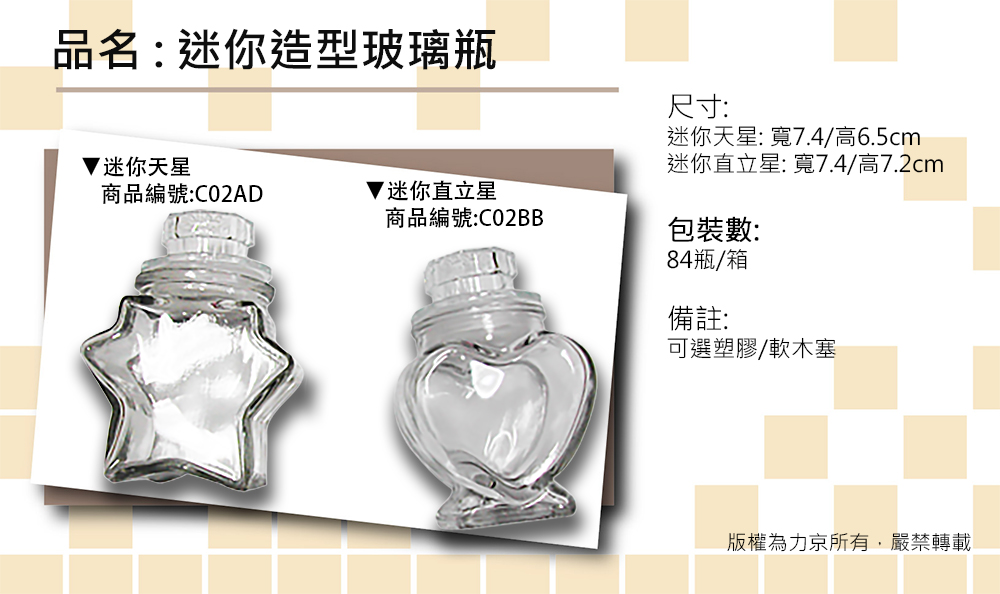 品名 : 迷你造型玻璃瓶
▼迷你天星
商品編號:C02AD
▼迷你直立星
商品編號:C02BB
尺寸:
迷你天星: 寬7.4/高6.5cm
迷你直立星: 寬7.4/高7.2cm
包裝數:
84瓶/箱
備註:
可選塑膠/軟木塞
版權為力京所有，嚴禁轉載